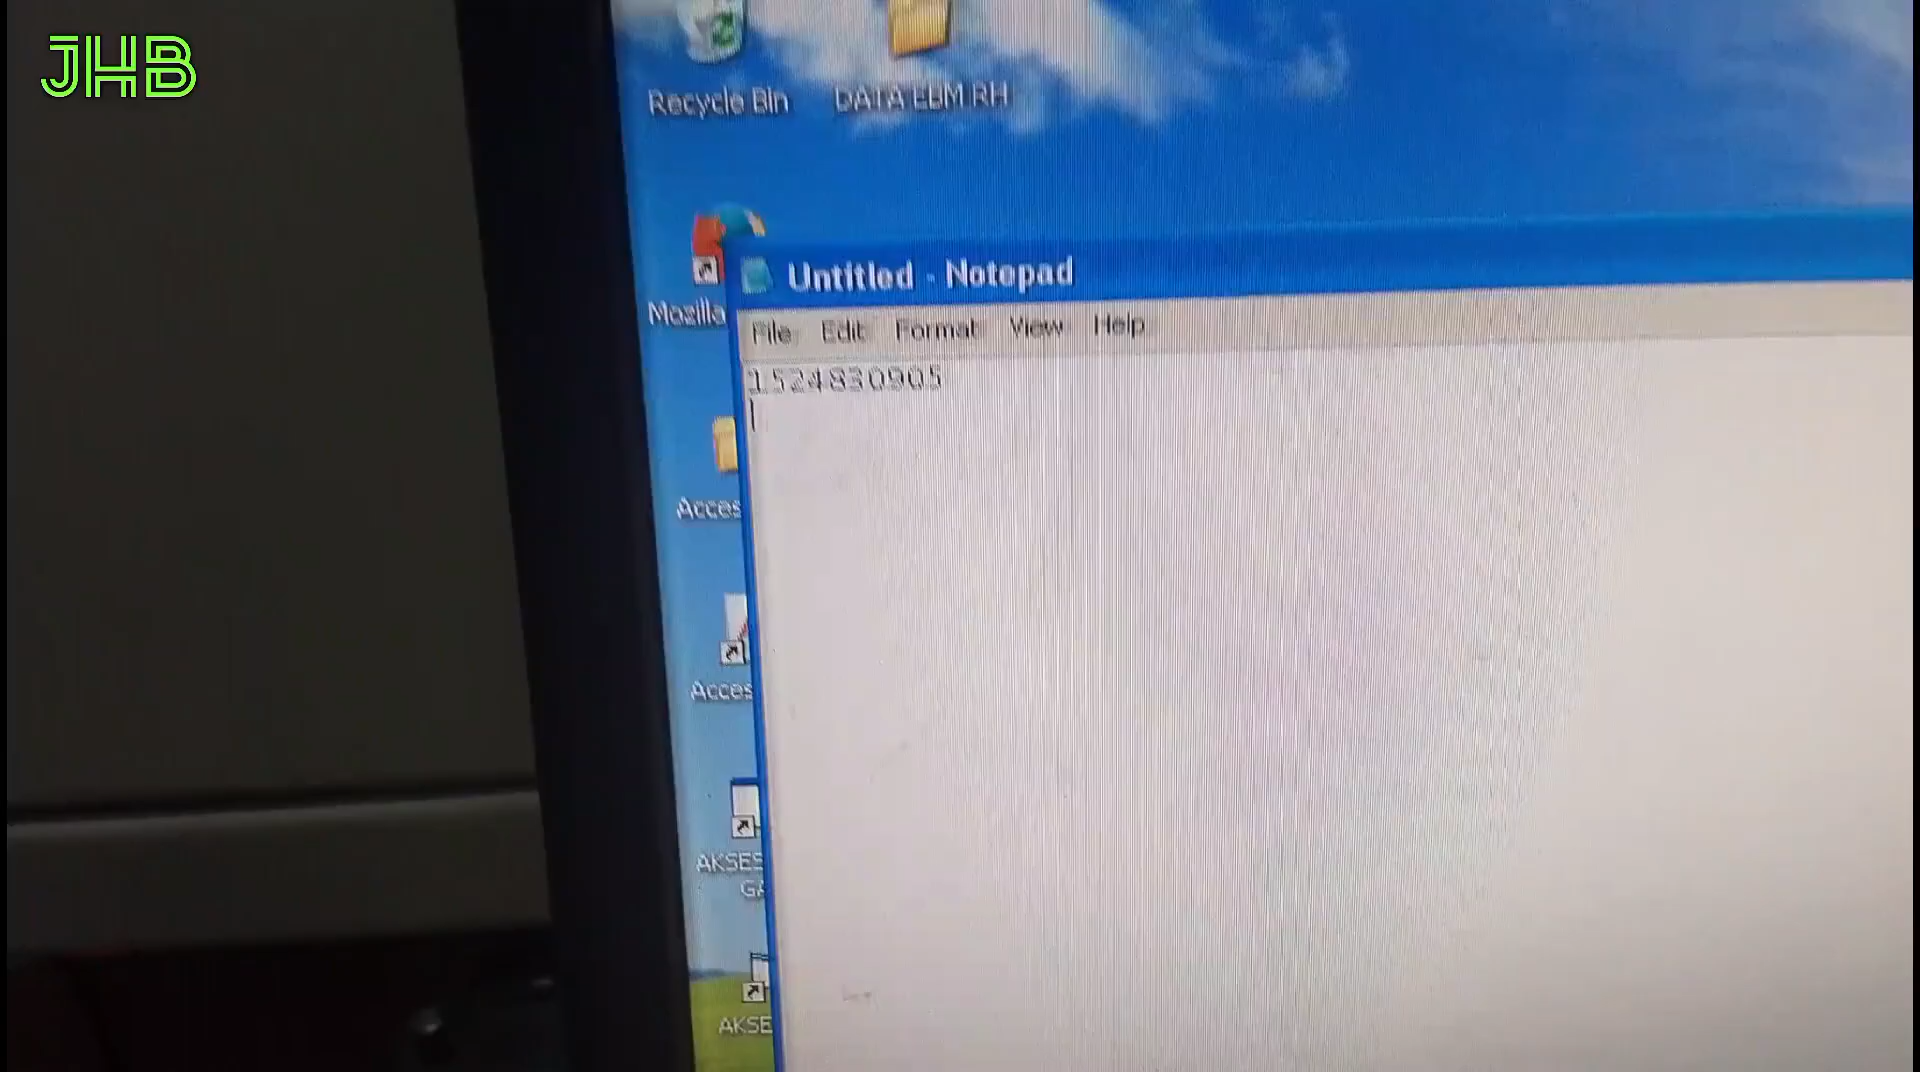 JHB
Recycle Bin
DATA EBM RH
Mozilla
Untitled - Notepad
File Edit Format View Help
1524830905
Acces
Acces
AKSES
GA
AKSE